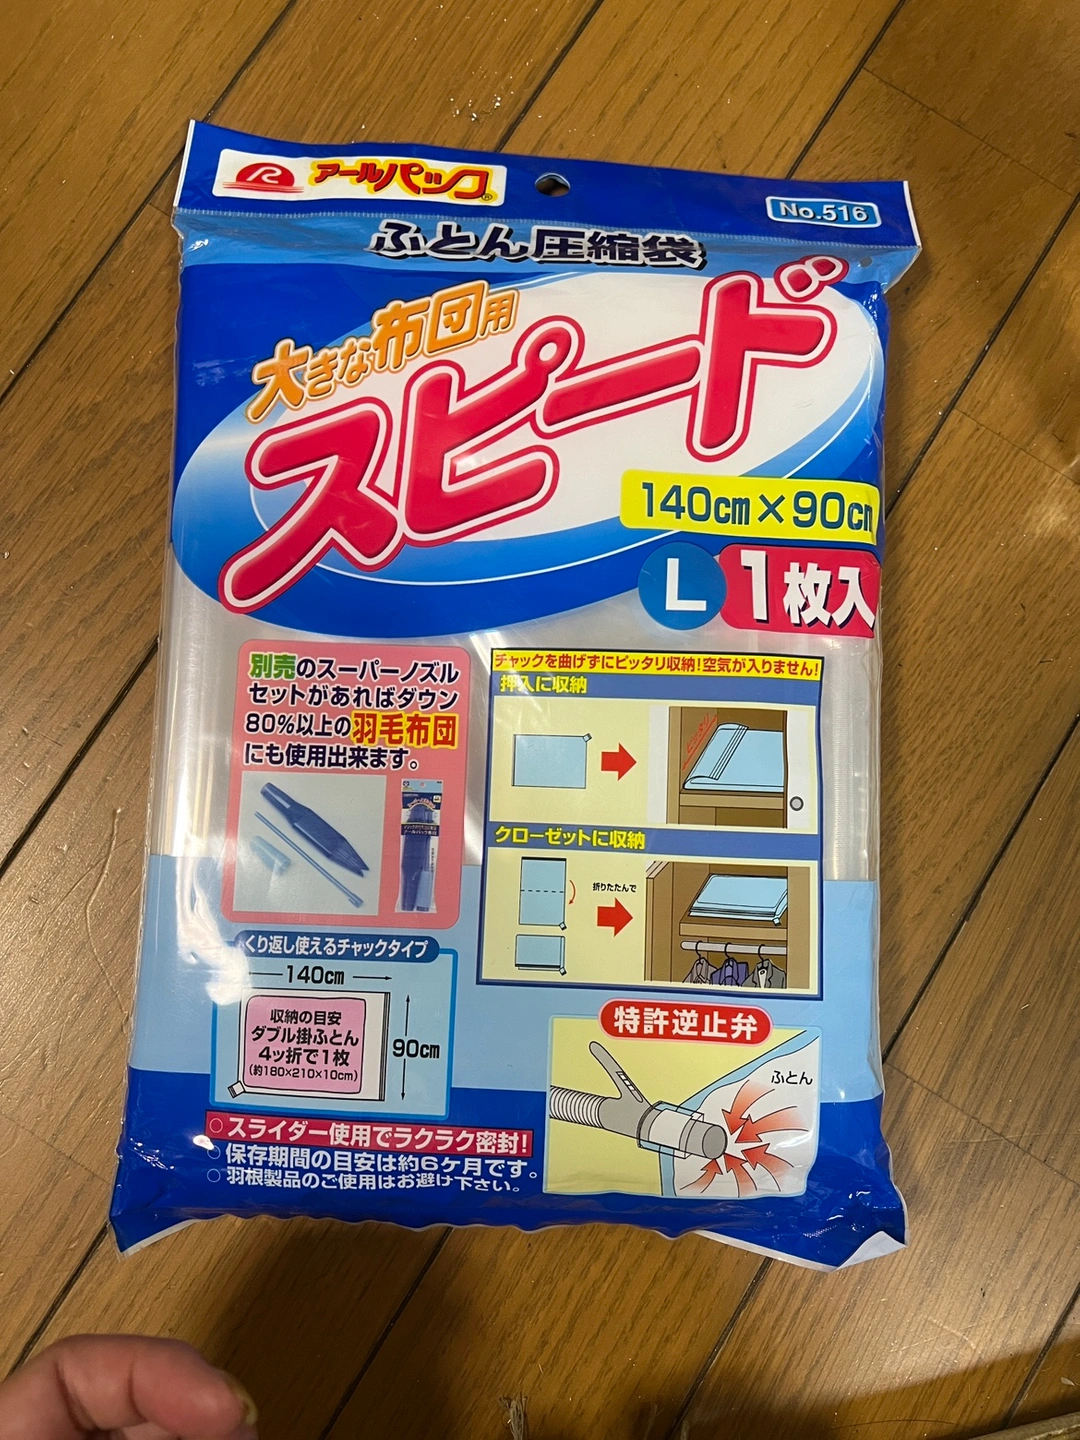 R アールパック®
No.516
ふとん圧縮袋
大きな布団用
スピード
140cm×90cm
L 1枚入
別売のスーパーノズル
セットがあればダウン
80%以上の羽毛布団
にも使用出来ます。
チャックを曲げずにピッタリ収納!空気が入りません!
押入に収納
クローゼットに収納
折りたたんで
くり返し使えるチャックタイプ
140cm
収納の目安
ダブル掛ふとん
4ッ折で1枚
(約180×210×10cm)
90cm
特許逆止弁
ふとん
○スライダー使用でラクラク密封!
○保存期間の目安は約6ケ月です。
○羽根製品のご使用はお避け下さい。